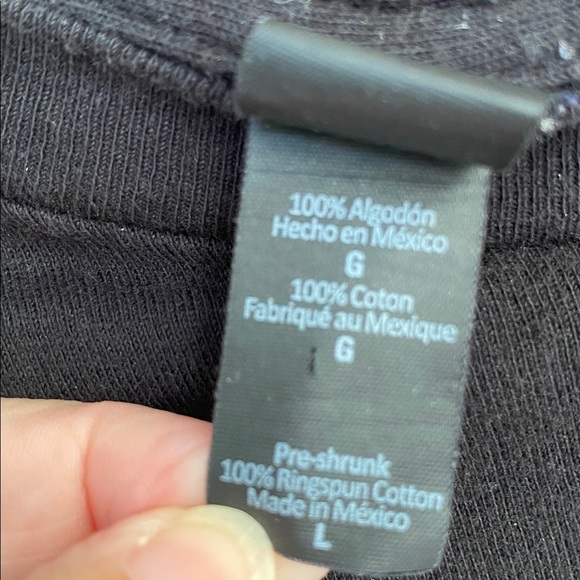 100% Algodón
Hecho en México
G
100% Coton
Fabriqué au Mexique
G
Pre-shrunk
100% Ringspun Cotton
Made in México
L